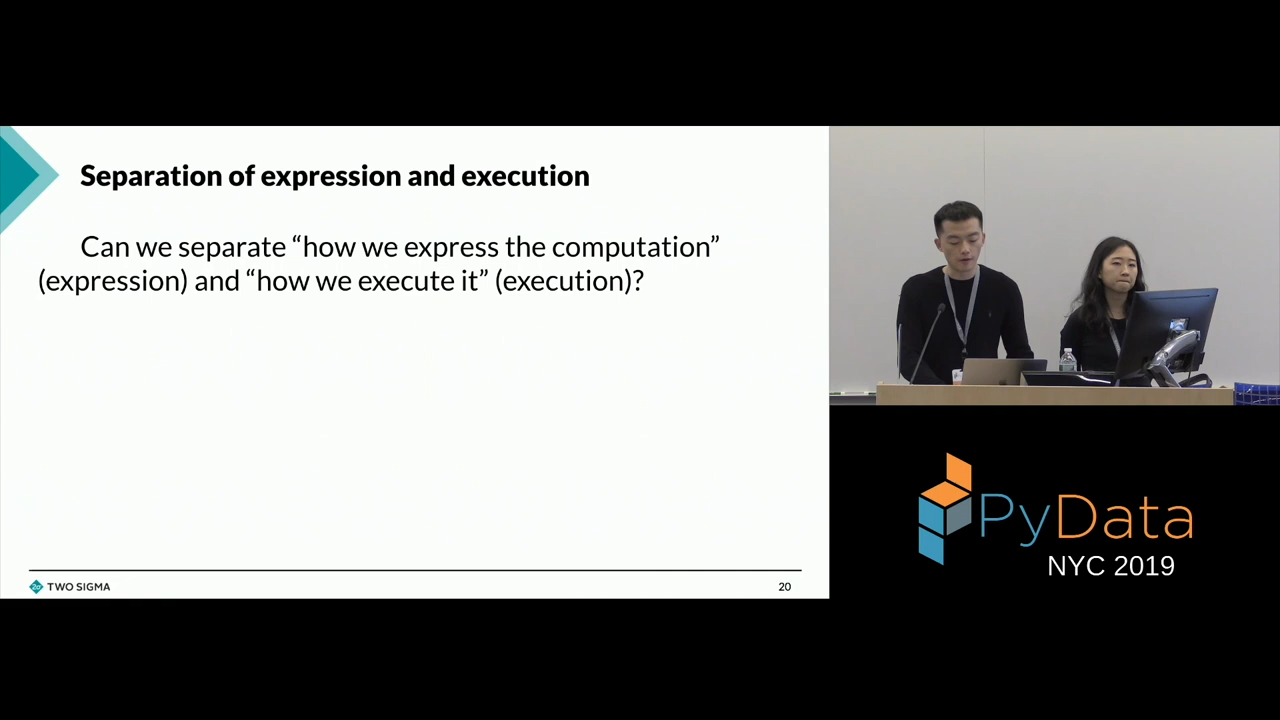 Separation of expression and execution
Can we separate “how we express the computation”
(expression) and “how we execute it” (execution)?
TWO SIGMA
20
PyData
NYC 2019